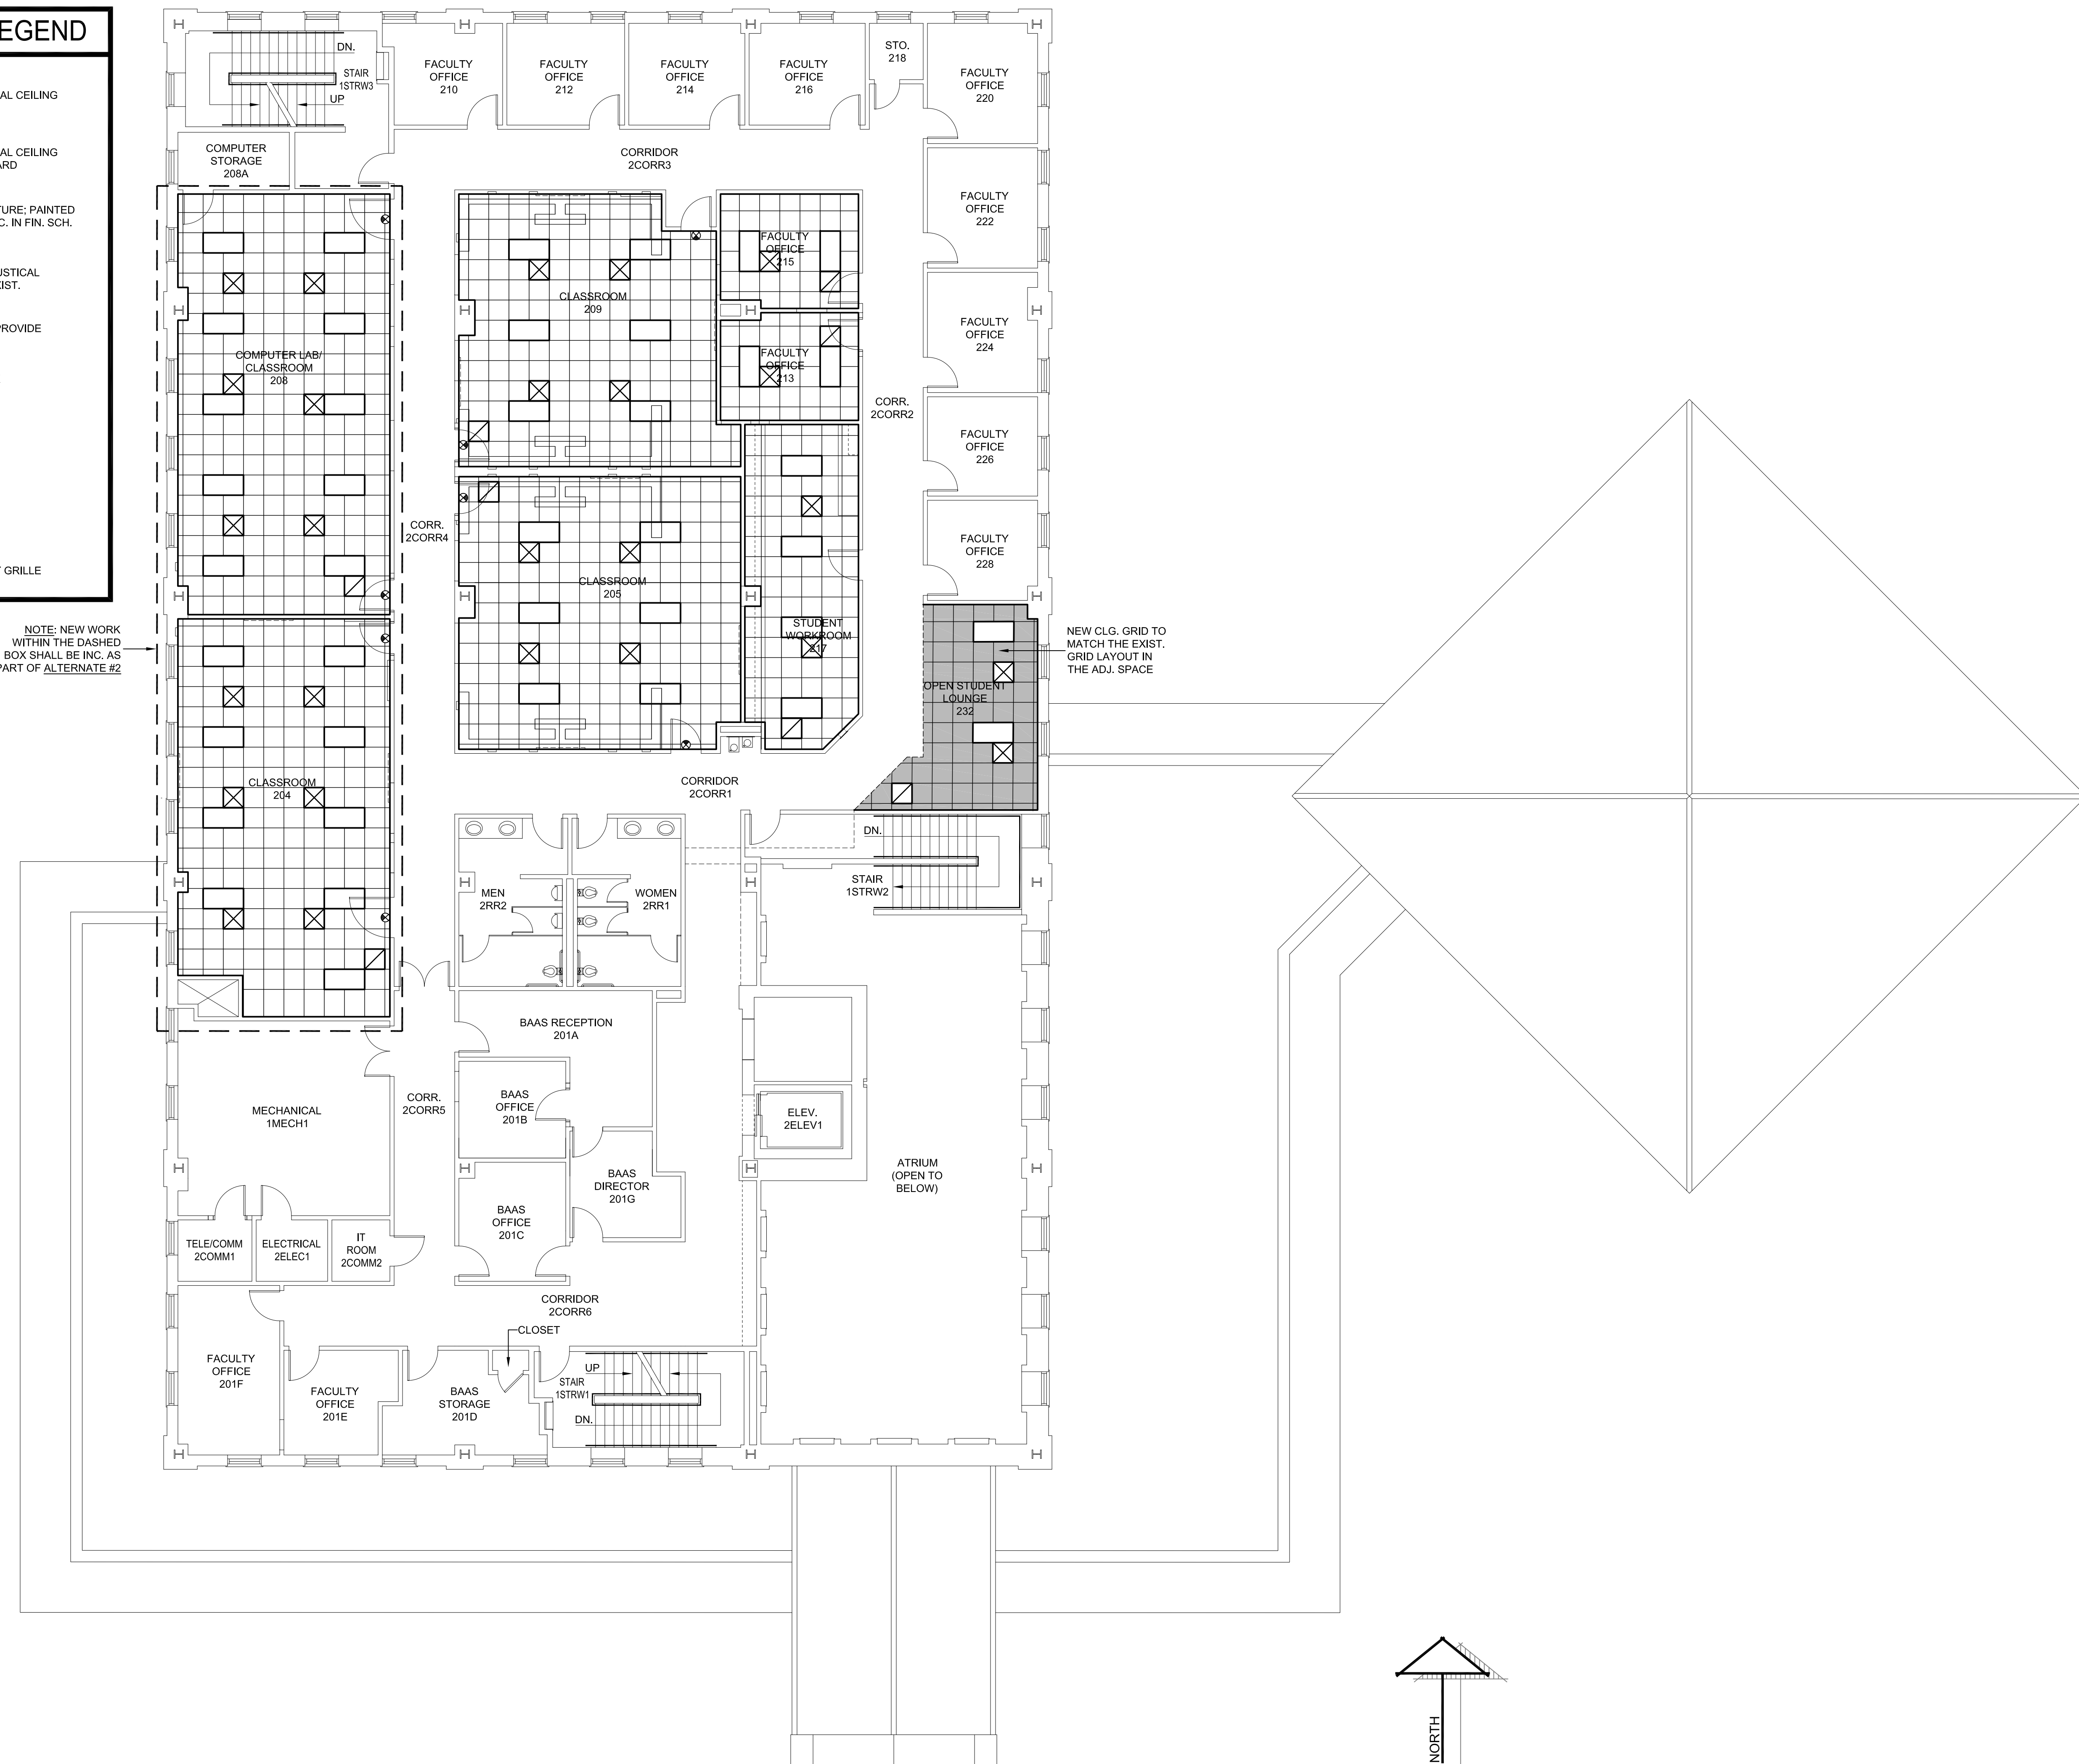 EGEND
AL CEILING
AL CEILING
ARD
TURE; PAINTED
C. IN FIN. SCH.
USTICAL
XIST.
PROVIDE
T GRILLE
NOTE: NEW WORK
WITHIN THE DASHED
BOX SHALL BE INC. AS
PART OF ALTERNATE #2
DN.
STAIR
1STRW3
UP
FACULTY
OFFICE
210
FACULTY
OFFICE
212
FACULTY
OFFICE
214
FACULTY
OFFICE
216
STO.
218
FACULTY
OFFICE
220
COMPUTER
STORAGE
208A
CORRIDOR
2CORR3
FACULTY
OFFICE
222
FACULTY
OFFICE
215
CLASSROOM
209
FACULTY
OFFICE
224
COMPUTER LAB/
CLASSROOM
208
FACULTY
OFFICE
213
CORR.
2CORR2
FACULTY
OFFICE
226
CORR.
2CORR4
FACULTY
OFFICE
228
CLASSROOM
205
STUDENT
WORKROOM
217
NEW CLG. GRID TO
MATCH THE EXIST.
GRID LAYOUT IN
THE ADJ. SPACE
OPEN STUDENT
LOUNGE
232
CLASSROOM
204
CORRIDOR
2CORR1
DN.
STAIR
1STRW2
MEN
2RR2
WOMEN
2RR1
BAAS RECEPTION
201A
MECHANICAL
1MECH1
CORR.
2CORR5
BAAS
OFFICE
201B
ELEV.
2ELEV1
BAAS
DIRECTOR
201G
ATRIUM
(OPEN TO
BELOW)
BAAS
OFFICE
201C
TELE/COMM
2COMM1
ELECTRICAL
2ELEC1
IT
ROOM
2COMM2
CORRIDOR
2CORR6
CLOSET
FACULTY
OFFICE
201F
FACULTY
OFFICE
201E
BAAS
STORAGE
201D
UP
STAIR
1STRW1
DN.
NORTH